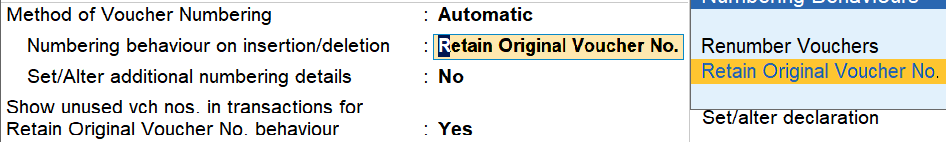 Method of Voucher Numbering : Automatic
Numbering behaviour on insertion/deletion : Retain Original Voucher No.
Set/Alter additional numbering details : No
Show unused vch nos. in transactions for
Retain Original Voucher No. behaviour : Yes
Numbering Behaviours
Renumber Vouchers
Retain Original Voucher No.
Set/alter declaration